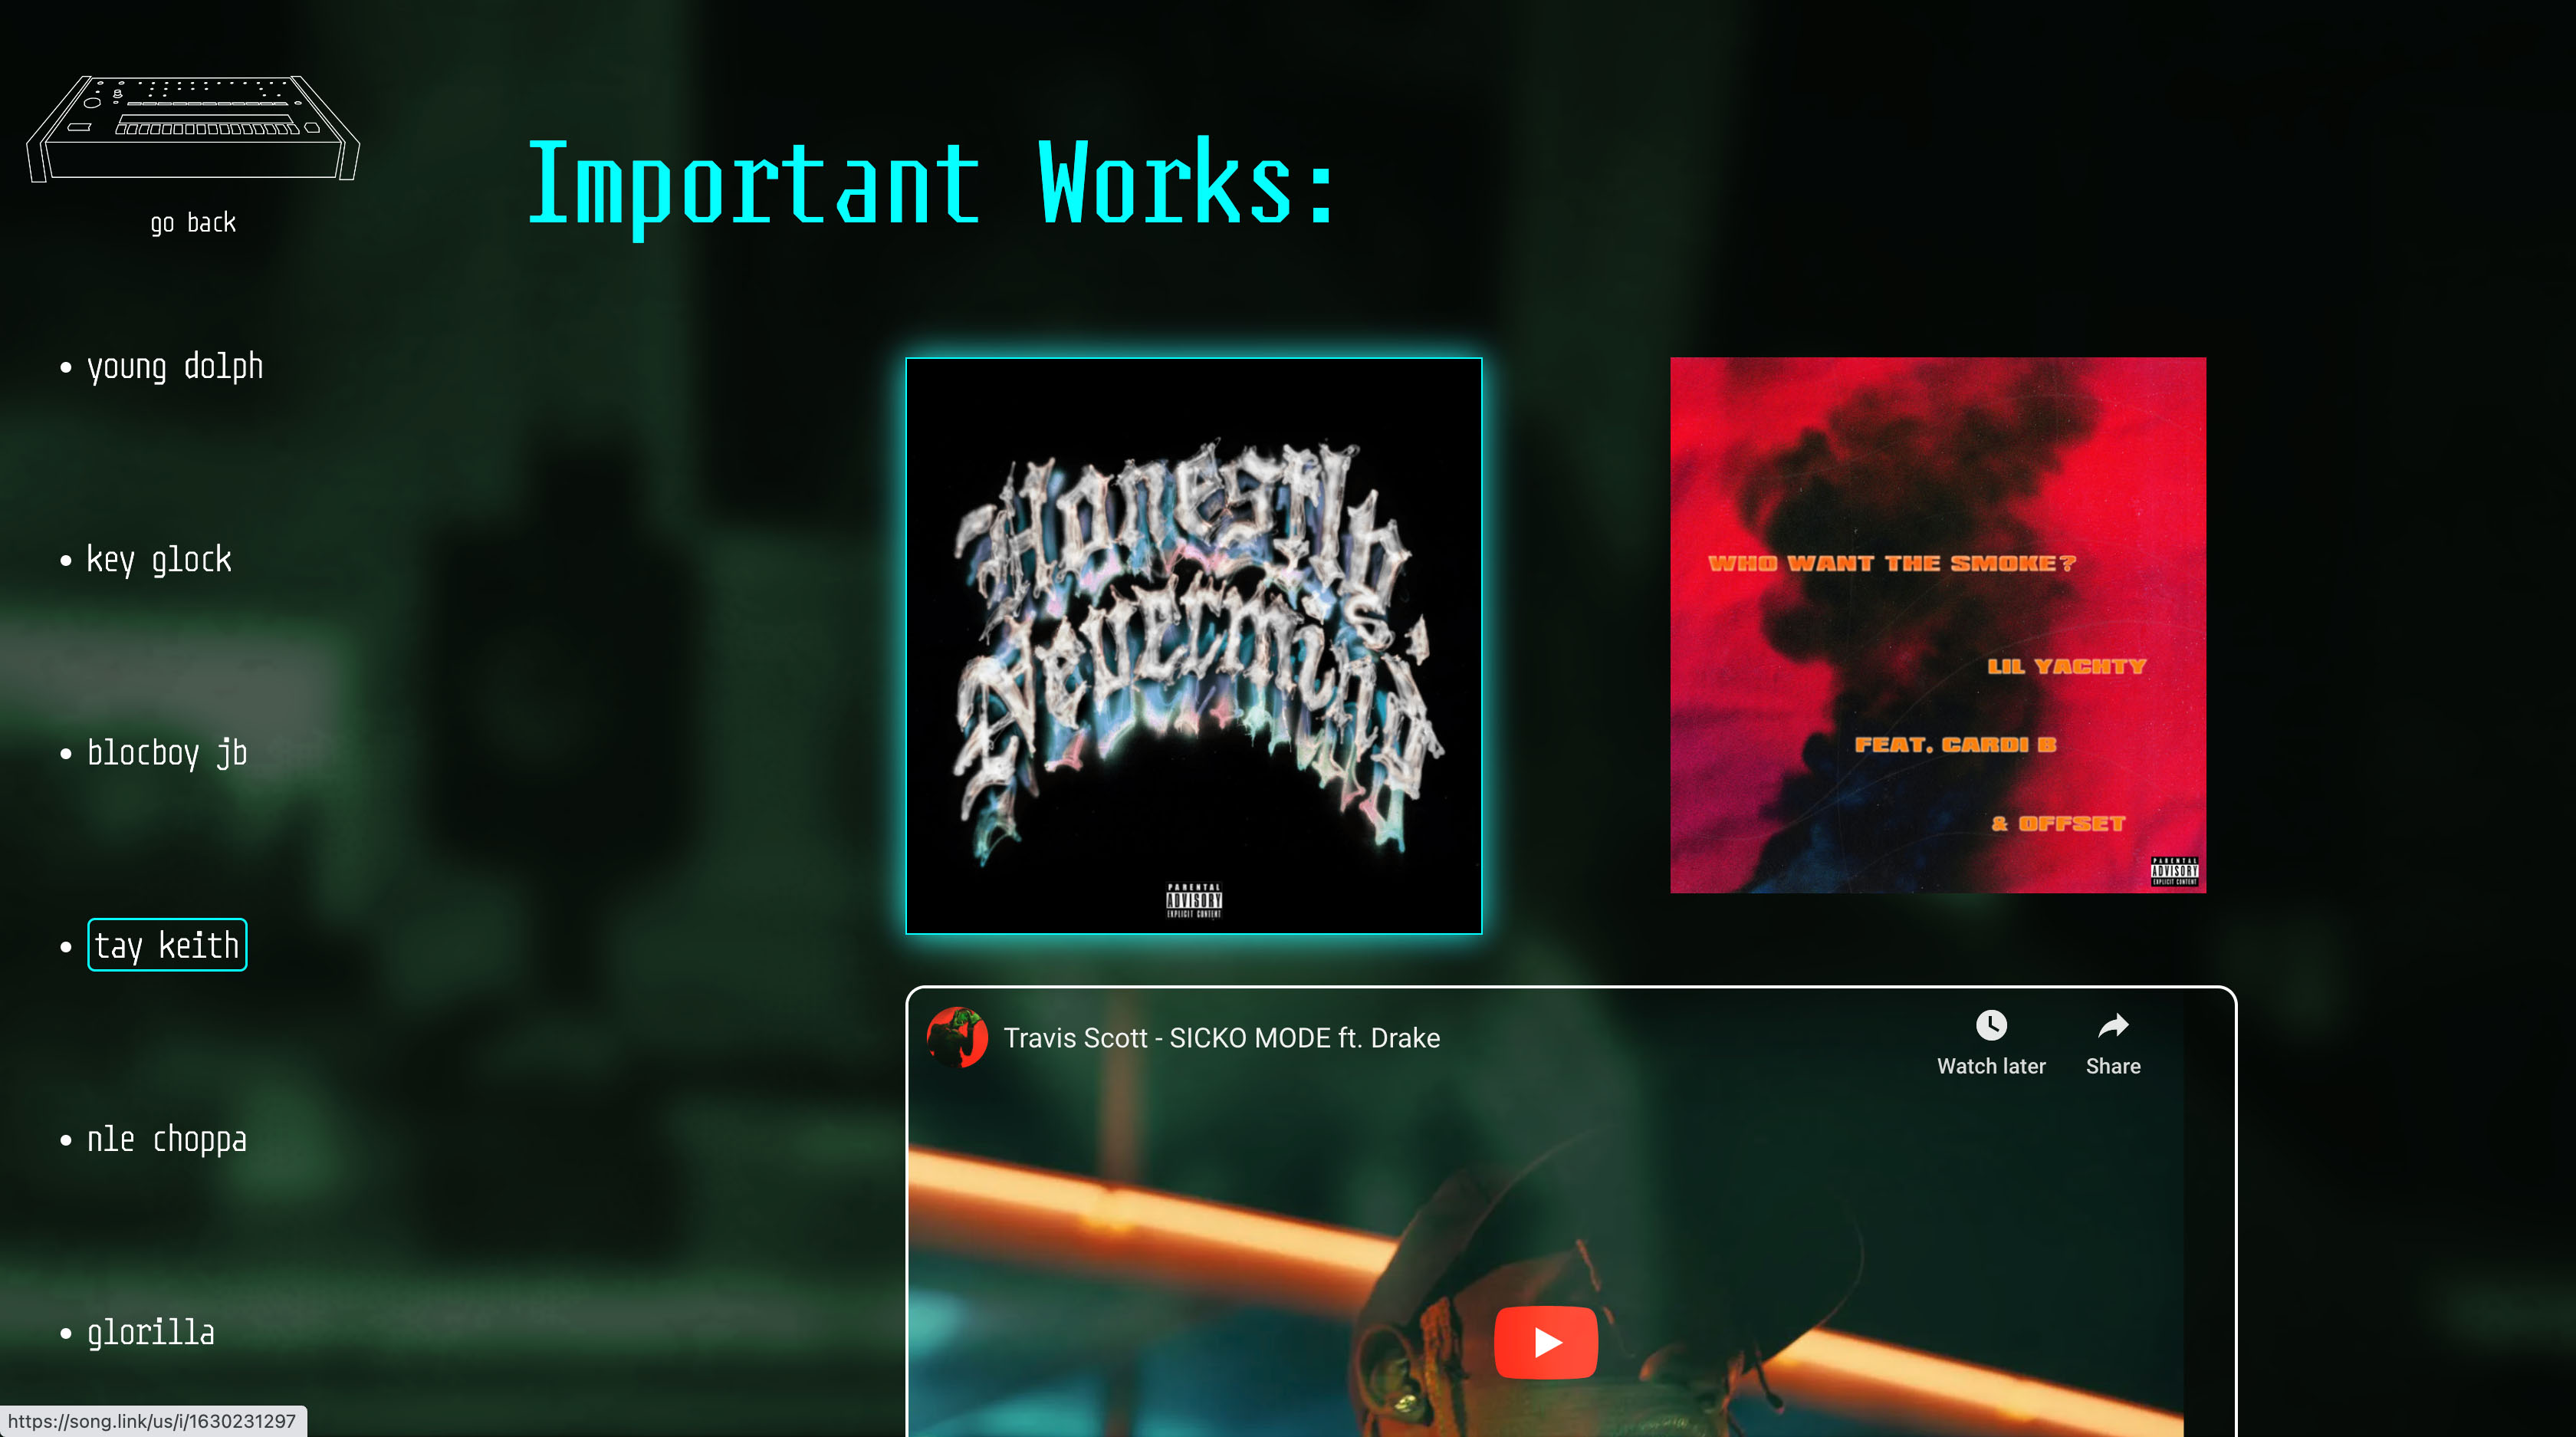 go back
Important Works:
young dolph
key glock
blocboy jb
tay keith
nle choppa
glorilla
Honestly
Nevermind
PARENTAL
ADVISORY
EXPLICIT CONTENT
WHO WANT THE SMOKE?
LIL YACHTY
FEAT. CARDI B
& OFFSET
PARENTAL
ADVISORY
EXPLICIT CONTENT
Travis Scott - SICKO MODE ft. Drake
Watch later
Share
https://song.link/us/i/1630231297